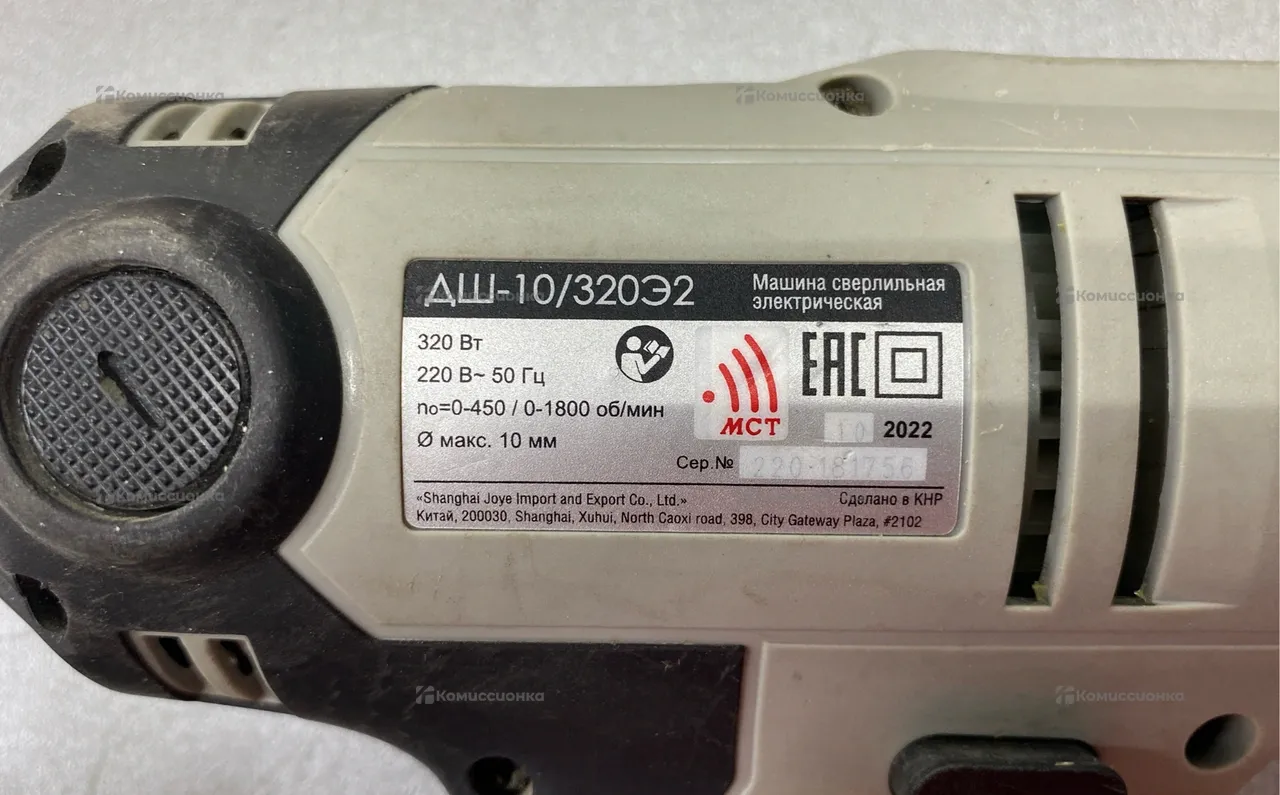 Комиссионка
Комиссионка
ДШ-10/320Э2
Машина сверлильная
электрическая
Комиссионка
320 Вт
220 В~ 50 Гц
no=0-450 / 0-1800 об/мин
Ø макс. 10 мм
МСТ
EAC
10 2022
Сер.№ 220 181756
Комиссионка
«Shanghai Joye Import and Export Co., Ltd.»
Сделано в КНР
Китай, 200030, Shanghai, Xuhui, North Caoxi road, 398, City Gateway Plaza, #2102
Комиссионка
Комиссионка